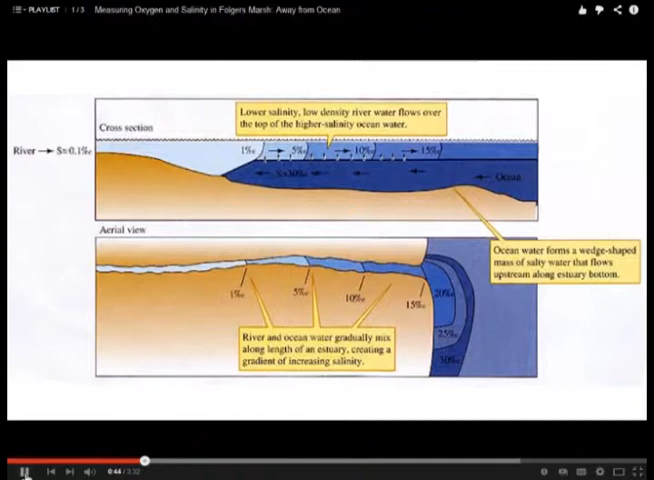 PLAYLIST 1/3 Measuring Oxygen and Salinity in Folgers Marsh: Away from Ocean
Lower salinity, low density river water flows over
the top of the higher-salinity ocean water.
Cross section
River → S=0.1‰
1‰ → 5‰ → 10‰ → 15‰
S≥30‰
Ocean
Aerial view
Ocean water forms a wedge-shaped
mass of salty water that flows
upstream along estuary bottom.
1‰ 5‰ 10‰ 15‰ 20‰
25‰
30‰
River and ocean water gradually mix
along length of an estuary, creating a
gradient of increasing salinity.
0:44 / 3:32